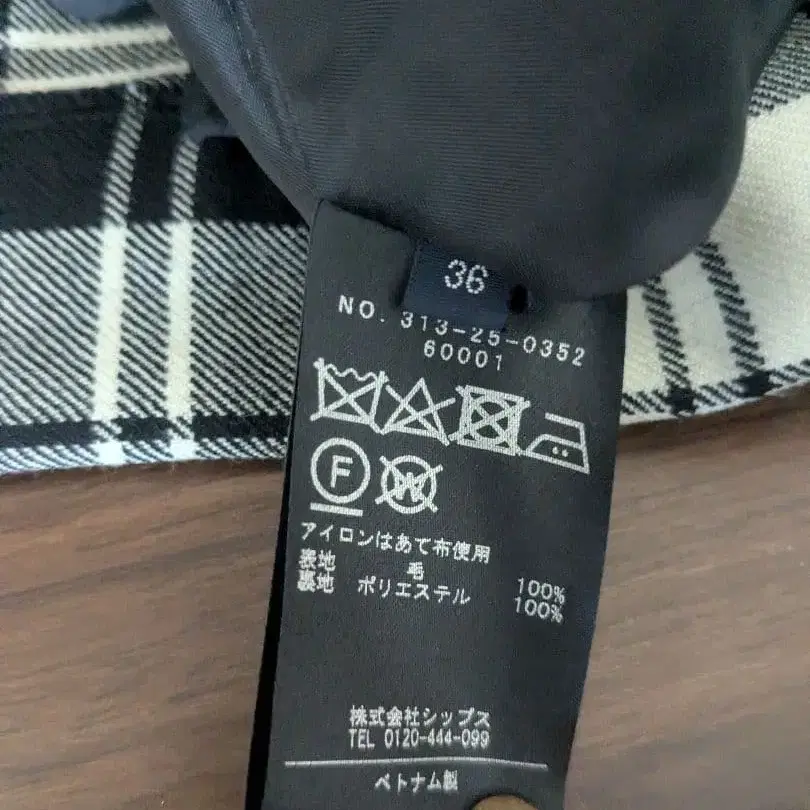 36
NO. 313-25-0352
60001
F
W
アイロンはあて布使用
表地 毛 100%
裏地 ポリエステル 100%
株式会社シップス
TEL 0120-444-099
ベトナム製